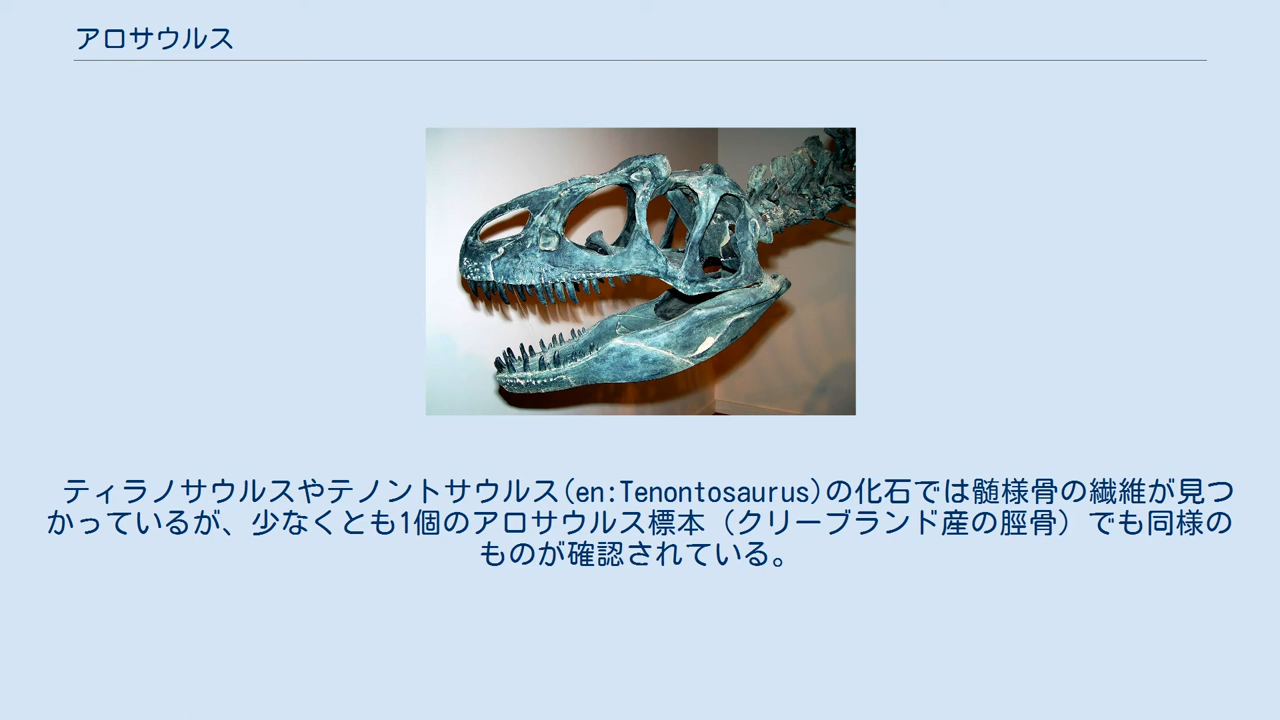 アロサウルス
ティラノサウルスやテノントサウルス(en:Tenontosaurus)の化石では髄様骨の繊維が見つ
かっているが、少なくとも1個のアロサウルス標本（クリーブランド産の脛骨）でも同様の
ものが確認されている。